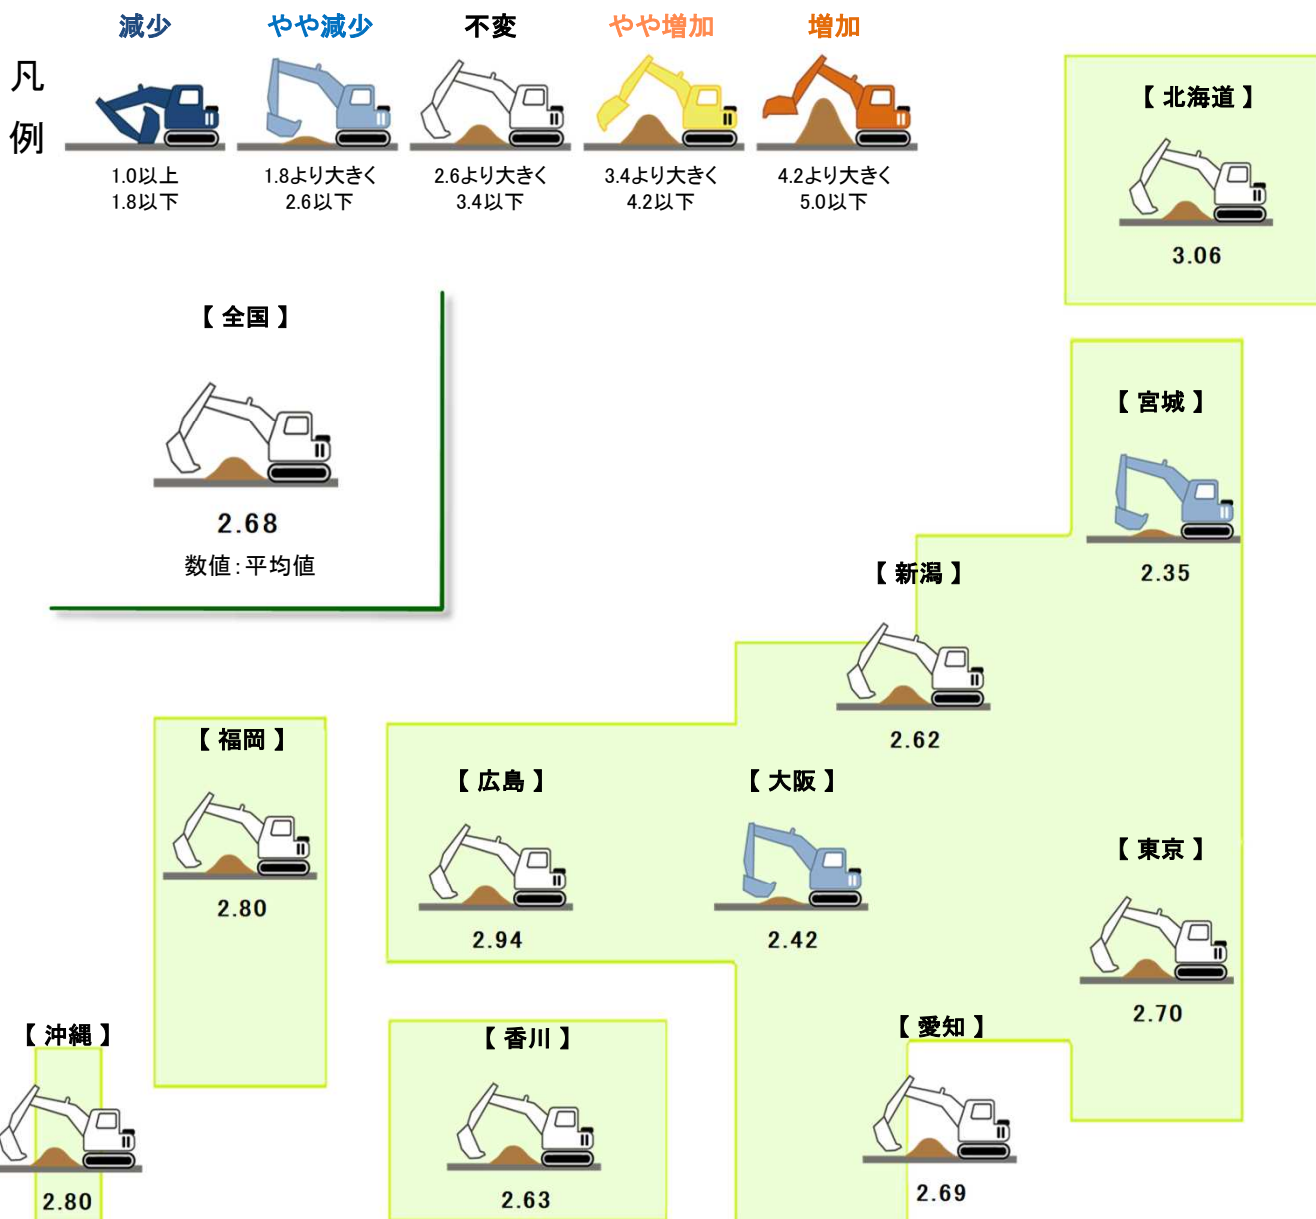 減少 やや減少 不変 やや増加 増加
凡
例
1.0以上 1.8より大きく 2.6より大きく 3.4より大きく 4.2より大きく
1.8以下 2.6以下 3.4以下 4.2以下 5.0以下
【 北海道 】
3.06
【 全国 】
2.68
数値：平均値
【 宮城 】
2.35
【 新潟 】
2.62
【 福岡 】
2.80
【 広島 】
2.94
【 大阪 】
2.42
【 東京 】
2.70
【 沖縄 】
2.80
【 香川 】
2.63
【 愛知 】
2.69